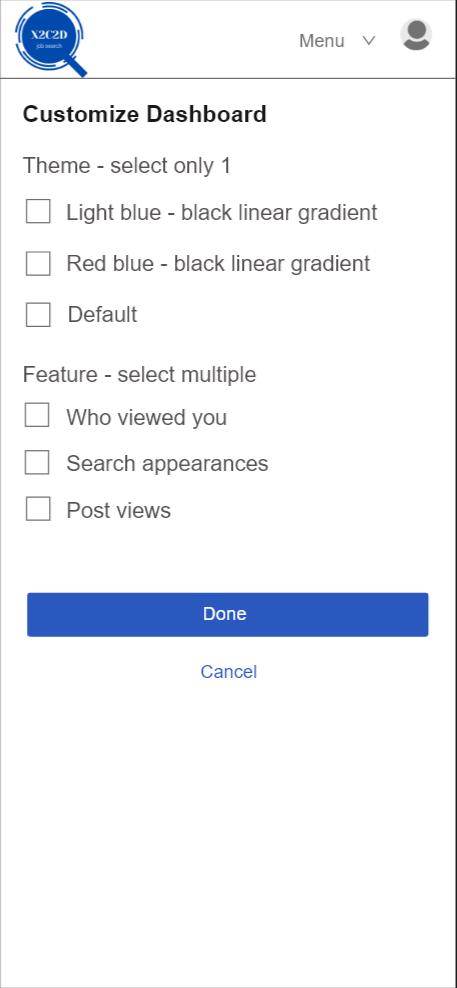 X2C2D
job search
Menu
Customize Dashboard
Theme - select only 1
Light blue - black linear gradient
Red blue - black linear gradient
Default
Feature - select multiple
Who viewed you
Search appearances
Post views
Done
Cancel